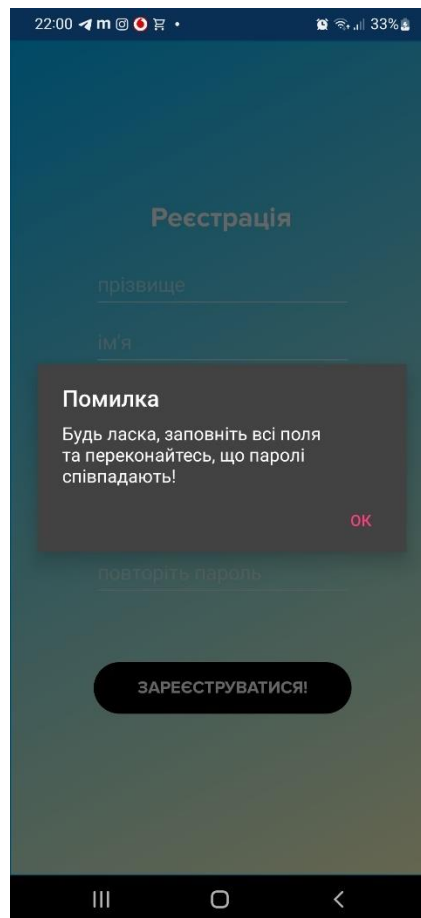 22:00
33%
Реєстрація
прізвище
ім'я
Помилка
Будь ласка, заповніть всі поля
та переконайтесь, що паролі
співпадають!
ОК
повторіть пароль
ЗАРЕЄСТРУВАТИСЯ!